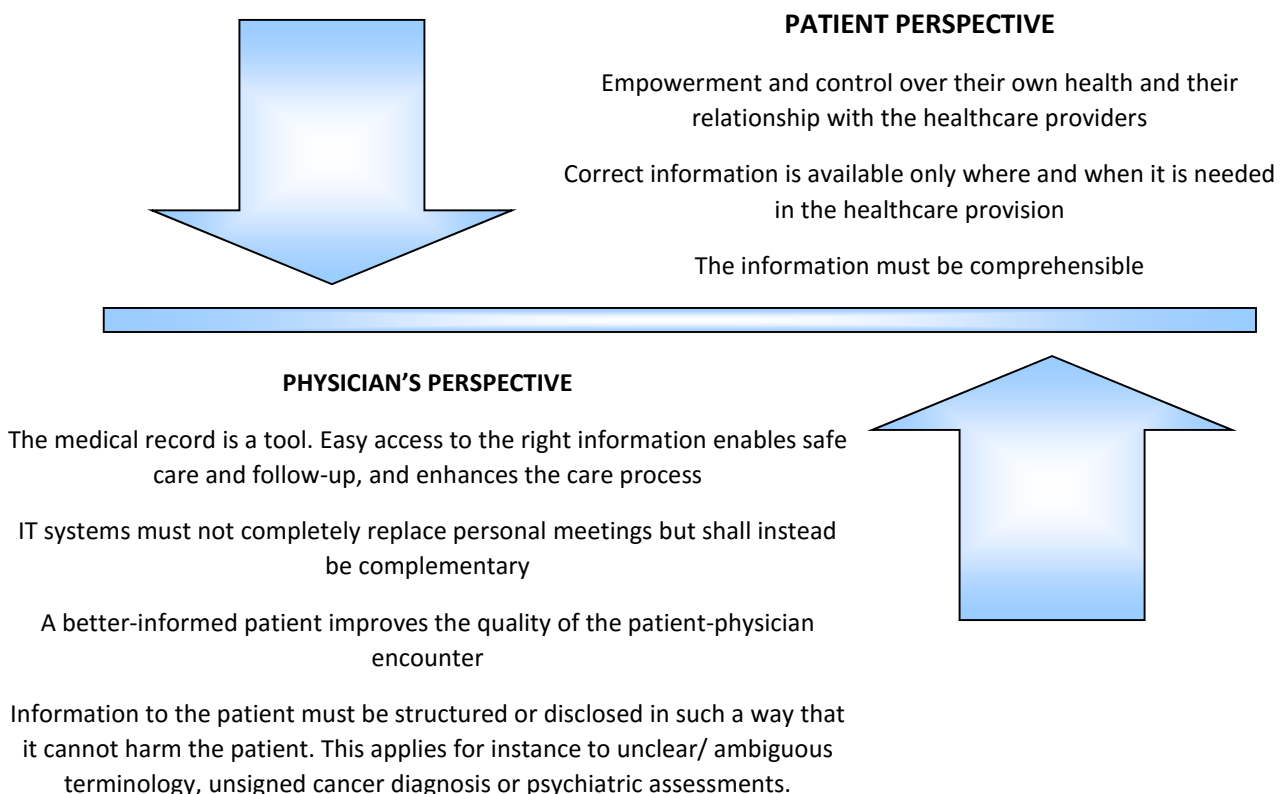 PATIENT PERSPECTIVE
Empowerment and control over their own health and their
relationship with the healthcare providers
Correct information is available only where and when it is needed
in the healthcare provision
The information must be comprehensible
PHYSICIAN’S PERSPECTIVE
The medical record is a tool. Easy access to the right information enables safe
care and follow-up, and enhances the care process
IT systems must not completely replace personal meetings but shall instead
be complementary
A better-informed patient improves the quality of the patient-physician
encounter
Information to the patient must be structured or disclosed in such a way that
it cannot harm the patient. This applies for instance to unclear/ ambiguous
terminology, unsigned cancer diagnosis or psychiatric assessments.